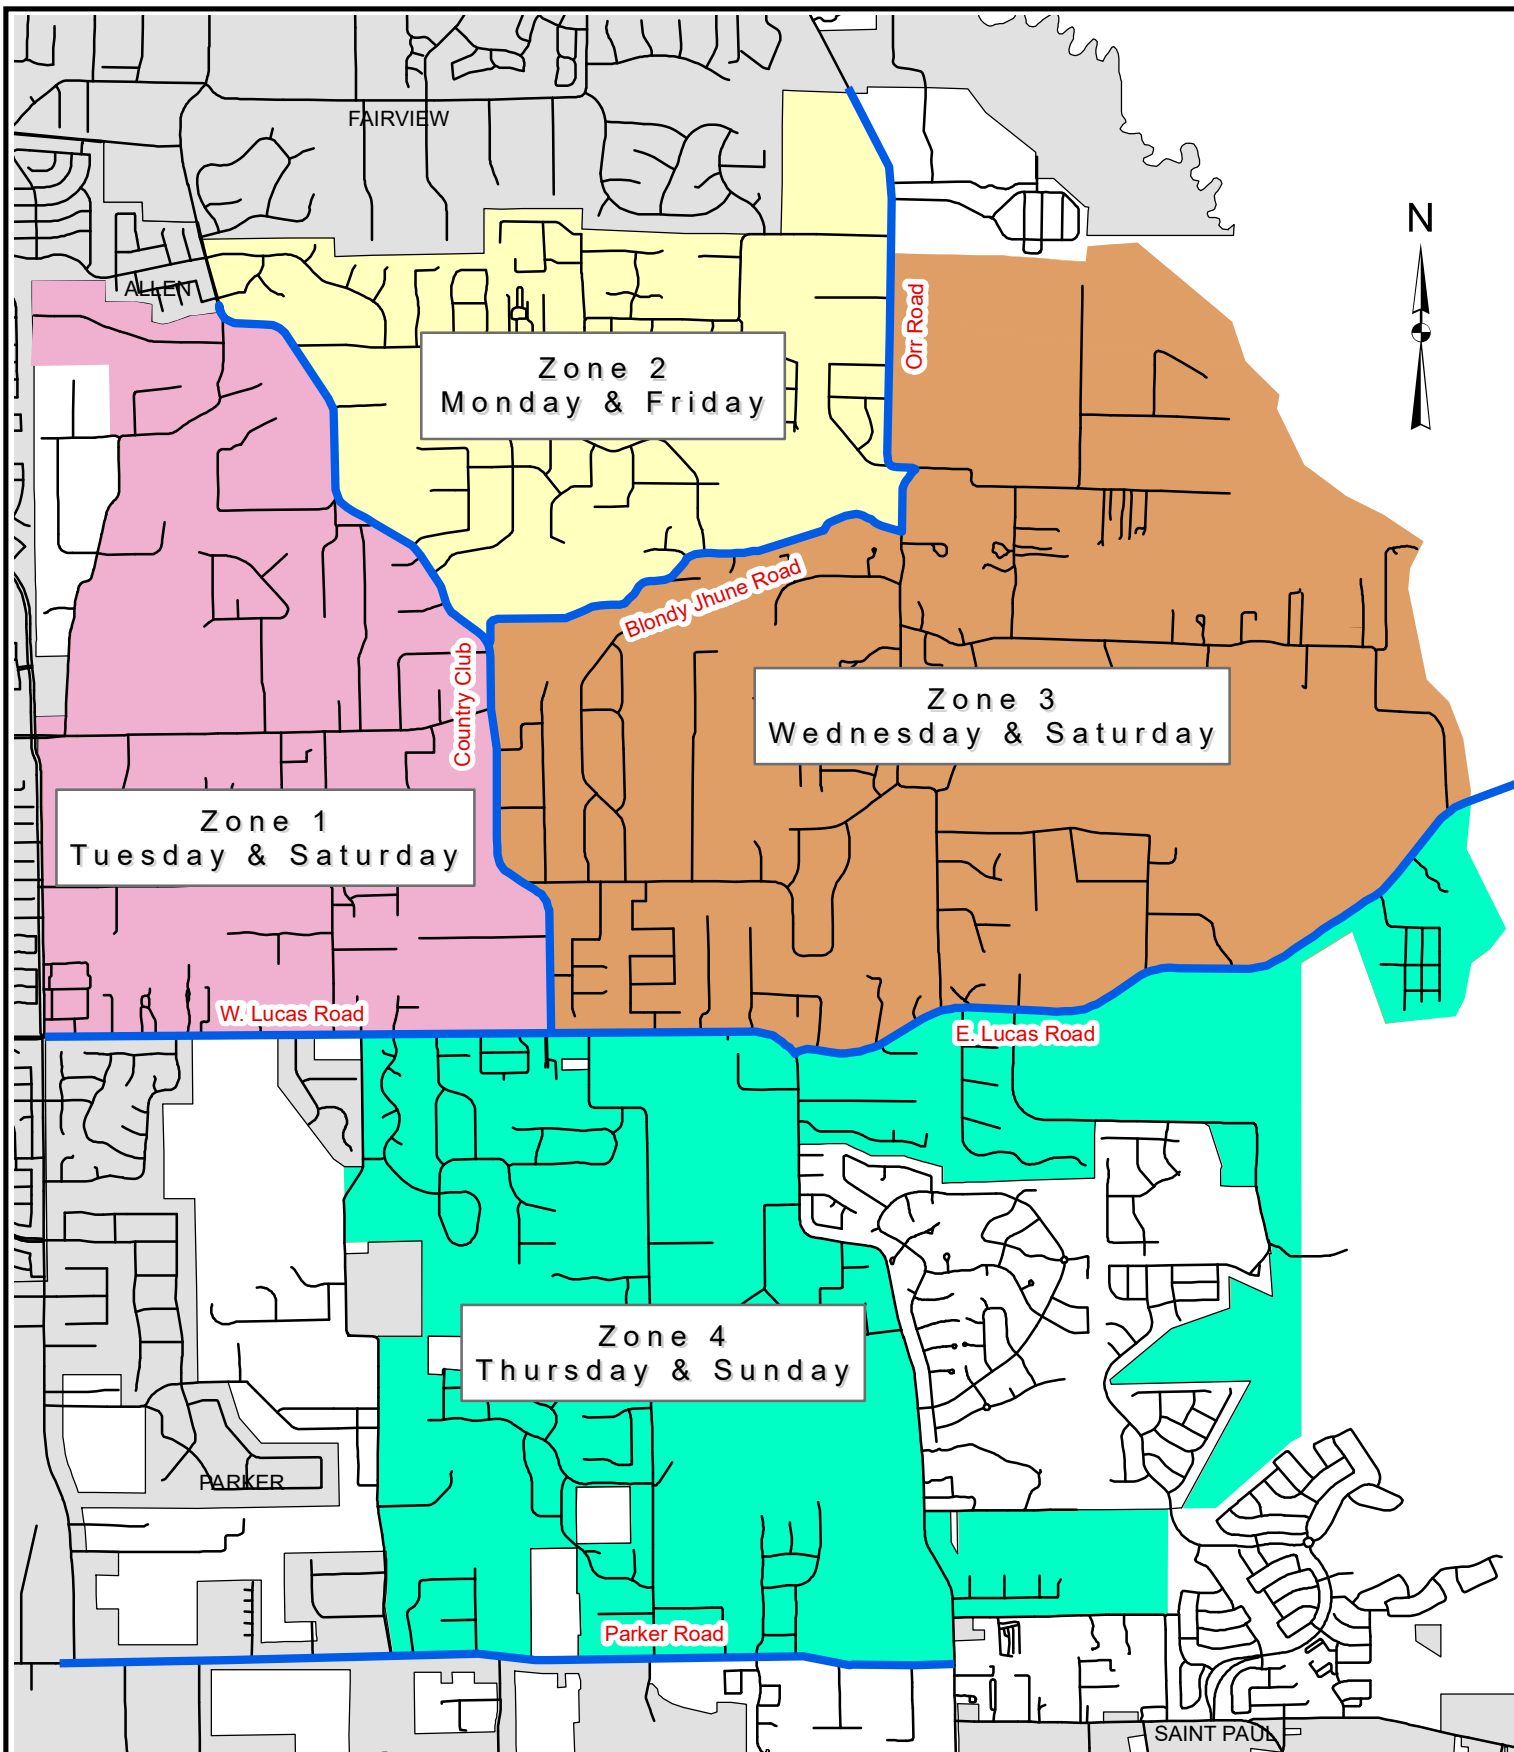 FAIRVIEW
N
ALLEN
Orr Road
Zone 2
Monday & Friday
Blondy Jhune Road
Country Club
Zone 3
Wednesday & Saturday
Zone 1
Tuesday & Saturday
W. Lucas Road
E. Lucas Road
Zone 4
Thursday & Sunday
PARKER
Parker Road
SAINT PAUL